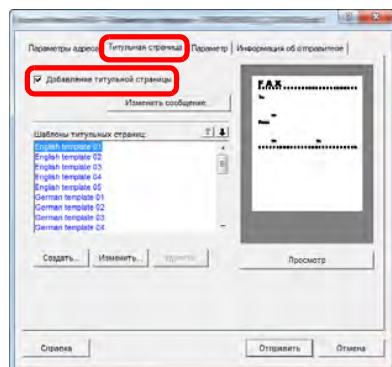 Параметры адреса Титульная страница Параметр Информация об отправителе
Добавление титульной страницы
Изменить сообщение
Шаблоны титульных страниц:
English template 01
English template 02
English template 03
English template 04
English template 05
German template 01
German template 02
German template 03
German template 04
FAX
To:
From:
Создать... Изменить... Удалить
Просмотр
Справка Отправить Отмена